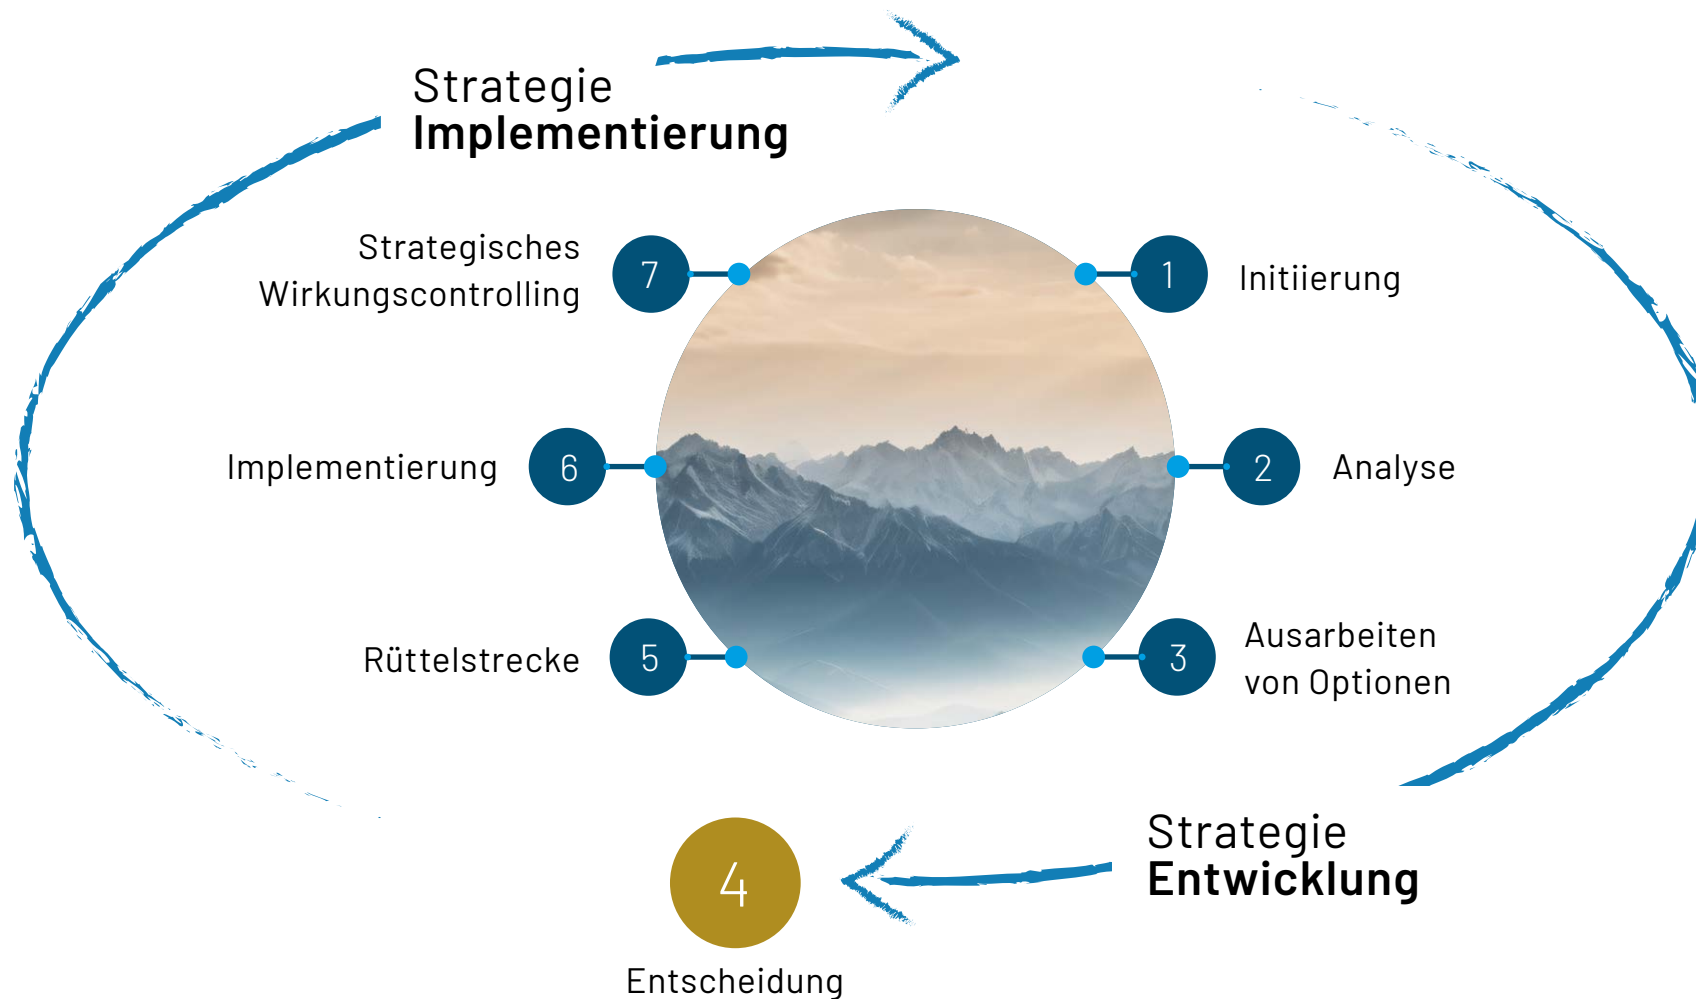 Strategie
Implementierung
1
Initiierung
2
Analyse
3
Ausarbeiten
von Optionen
Strategie
Entwicklung
4
Entscheidung
5
Rüttelstrecke
6
Implementierung
7
Strategisches
Wirkungscontrolling